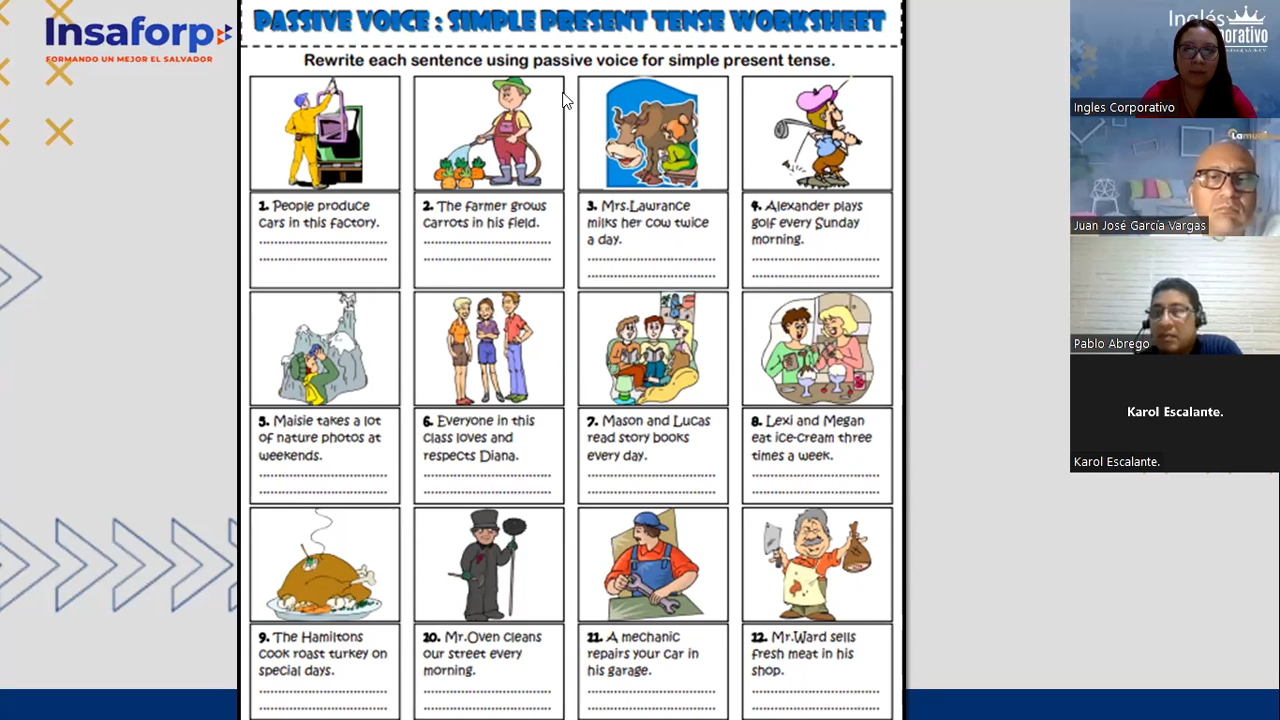 Insaforp
FORMANDO UN MEJOR EL SALVADOR
PASSIVE VOICE : SIMPLE PRESENT TENSE WORKSHEET
Rewrite each sentence using passive voice for simple present tense.
1. People produce
cars in this factory.
2. The farmer grows
carrots in his field.
3. Mrs.Lawrance
milks her cow twice
a day.
4. Alexander plays
golf every Sunday
morning.
5. Maisie takes a lot
of nature photos at
weekends.
6. Everyone in this
class loves and
respects Diana.
7. Mason and Lucas
read story books
every day.
8. Lexi and Megan
eat ice-cream three
times a week.
9. The Hamiltons
cook roast turkey on
special days.
10. Mr.Oven cleans
our street every
morning.
11. A mechanic
repairs your car in
his garage.
12. Mr.Ward sells
fresh meat in his
shop.
Inglés
Ingles Corporativo
Juan José García Vargas
Pablo Abrego
Karol Escalante.
Karol Escalante.